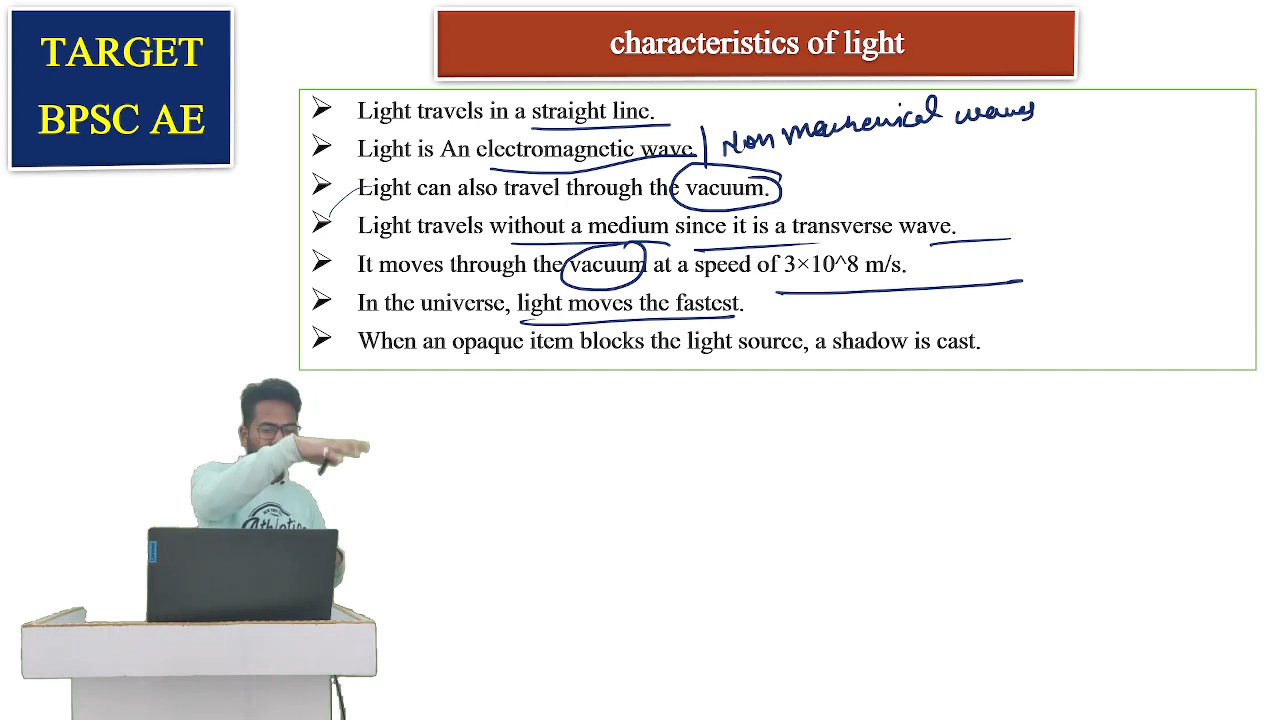 TARGET
BPSC AE
characteristics of light
➢ Light travels in a straight line.
➢ Light is An electromagnetic wave. | Non mechenical waves
➢ Light can also travel through the vacuum.
➢ Light travels without a medium since it is a transverse wave.
➢ It moves through the vacuum at a speed of 3×10^8 m/s.
➢ In the universe, light moves the fastest.
➢ When an opaque item blocks the light source, a shadow is cast.
Athletics